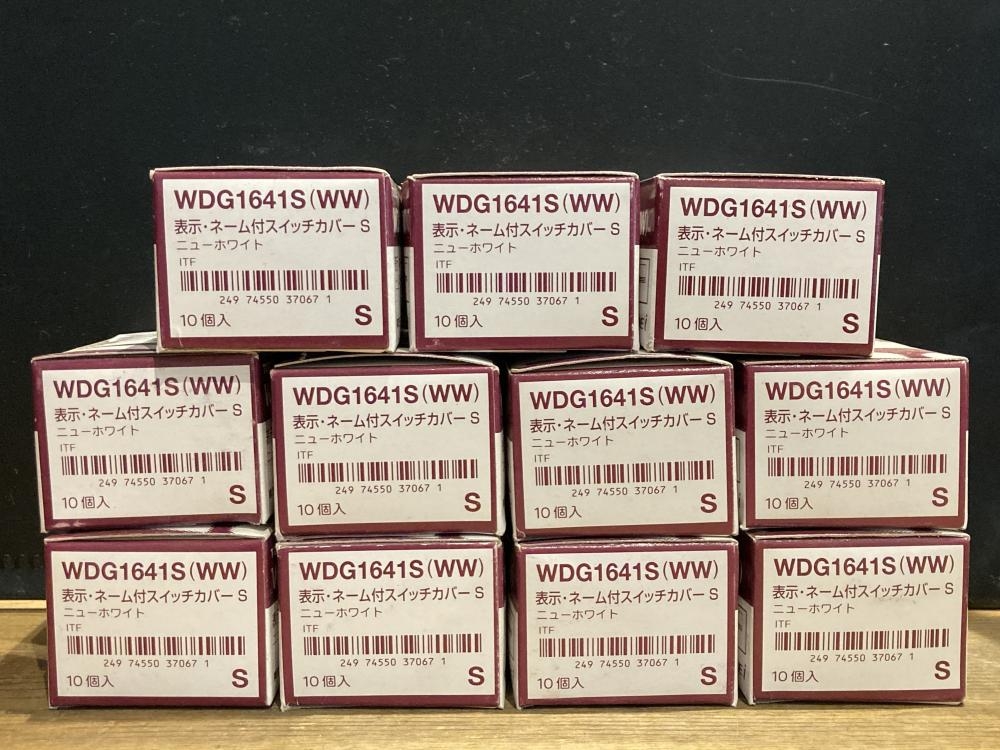 WDG1641S(WW)
表示・ネーム付スイッチカバー S
ニューホワイト
ITF
249 74550 37067 1
10個入 S
WDG1641S(WW)
表示・ネーム付スイッチカバー S
ニューホワイト
ITF
249 74550 37067 1
10個入 S
WDG1641S(WW)
表示・ネーム付スイッチカバー S
ニューホワイト
ITF
249 74550 37067 1
10個入 S
WDG1641S(WW)
表示・ネーム付スイッチカバー S
ニューホワイト
ITF
249 74550 37067 1
10個入 S
WDG1641S(WW)
表示・ネーム付スイッチカバー S
ニューホワイト
ITF
249 74550 37067 1
10個入 S
WDG1641S(WW)
表示・ネーム付スイッチカバー S
ニューホワイト
ITF
249 74550 37067 1
10個入 S
WDG1641S(WW)
表示・ネーム付スイッチカバー S
ニューホワイト
ITF
249 74550 37067 1
10個入 S
WDG1641S(WW)
表示・ネーム付スイッチカバー S
ニューホワイト
ITF
249 74550 37067 1
10個入 S
WDG1641S(WW)
表示・ネーム付スイッチカバー S
ニューホワイト
ITF
249 74550 37067 1
10個入 S
WDG1641S(WW)
表示・ネーム付スイッチカバー S
ニューホワイト
ITF
249 74550 37067 1
10個入 S
WDG1641S(WW)
表示・ネーム付スイッチカバー S
ニューホワイト
ITF
249 74550 37067 1
10個入 S